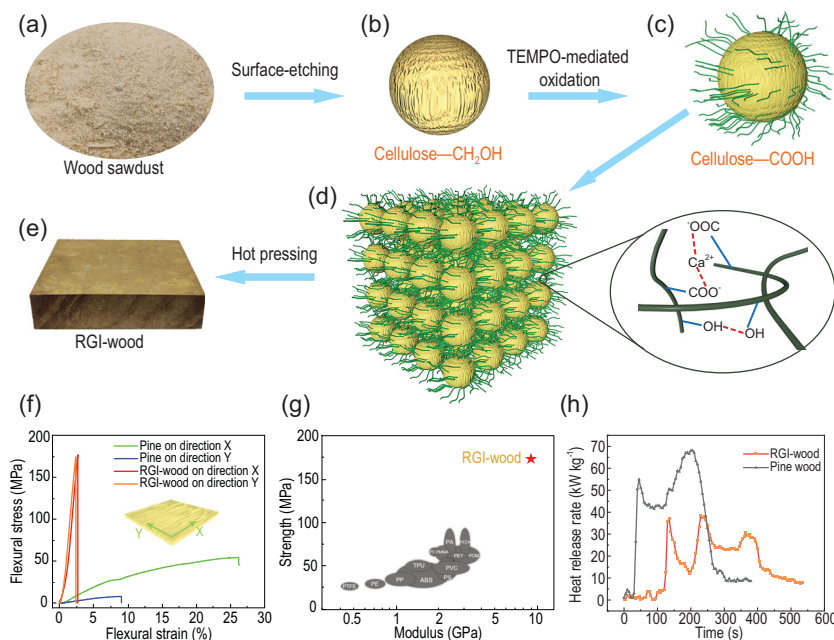 (a)
(b)
(c)
Surface-etching
TEMPO-mediated
oxidation
Wood sawdust
Cellulose—CH₂OH
Cellulose—COOH
(d)
(e)
Hot pressing
RGI-wood
⁻OOC
Ca²⁺
COO⁻
OH
OH
(f)
Pine on direction X
Pine on direction Y
RGI-wood on direction X
RGI-wood on direction Y
Y
X
Flexural stress (MPa)
200
150
100
50
0
0 5 10 15 20 25 30
Flexural strain (%)
(g)
RGI-wood
Strength (MPa)
200
150
100
50
0
PTFE
PE
PP
TPU
ABS
PS
PVC
PET
POM
PA
PMMA
PC
0.5 1 2 4 10
Modulus (GPa)
(h)
RGI-wood
Pine wood
Heat release rate (kW kg⁻¹)
70
60
50
40
30
20
10
0
0 100 200 300 400 500 600
Time (s)